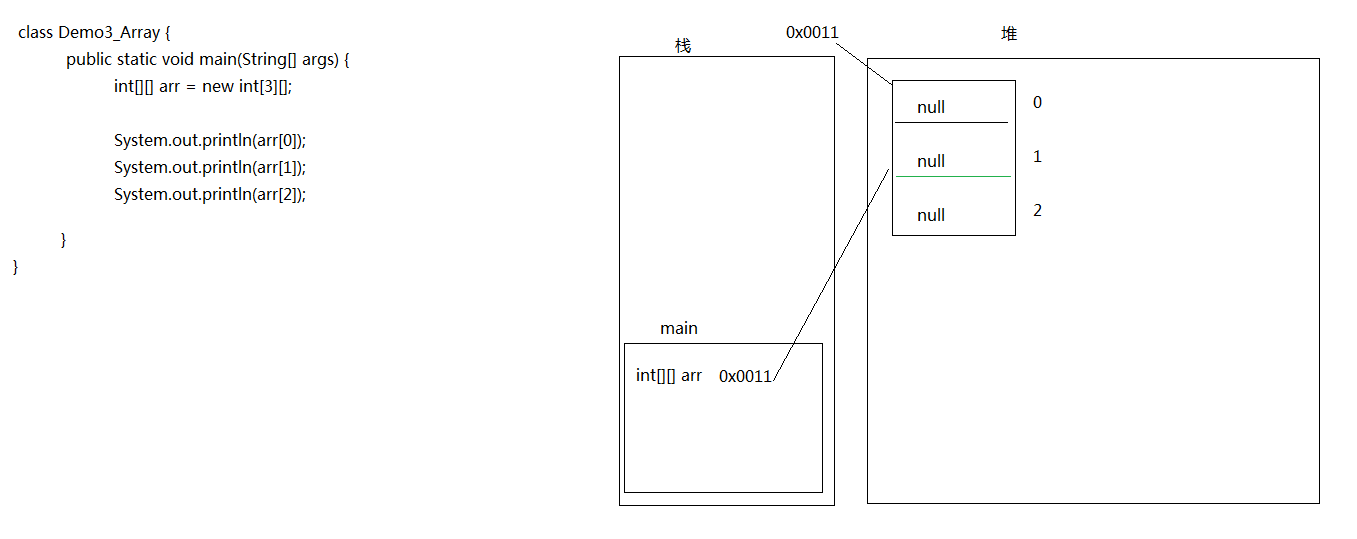 class Demo3_Array {
public static void main(String[] args) {
int[][] arr = new int[3][];
System.out.println(arr[0]);
System.out.println(arr[1]);
System.out.println(arr[2]);
}
}
栈
0x0011
堆
null 0
null 1
null 2
main
int[][] arr 0x0011